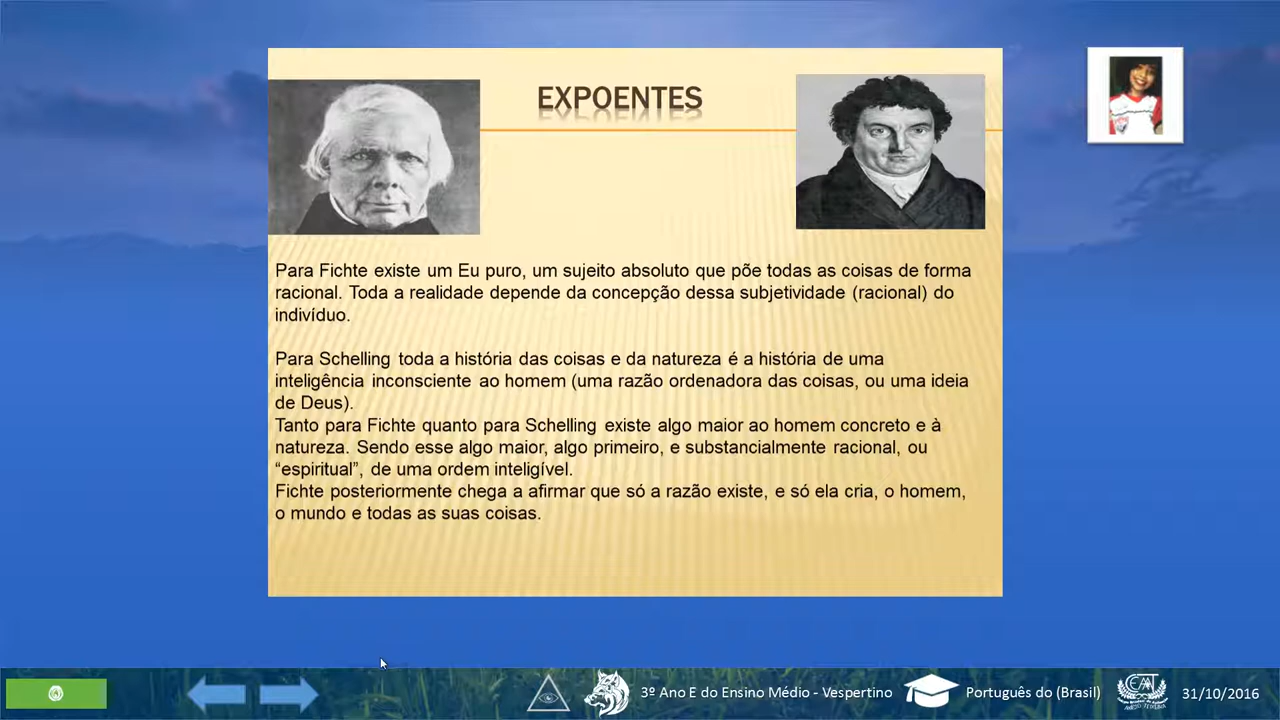 EXPOENTES
Para Fichte existe um Eu puro, um sujeito absoluto que põe todas as coisas de forma
racional. Toda a realidade depende da concepção dessa subjetividade (racional) do
indivíduo.
Para Schelling toda a história das coisas e da natureza é a história de uma
inteligência inconsciente ao homem (uma razão ordenadora das coisas, ou uma ideia
de Deus).
Tanto para Fichte quanto para Schelling existe algo maior ao homem concreto e à
natureza. Sendo esse algo maior, algo primeiro, e substancialmente racional, ou
“espiritual”, de uma ordem inteligível.
Fichte posteriormente chega a afirmar que só a razão existe, e só ela cria, o homem,
o mundo e todas as suas coisas.
3º Ano E do Ensino Médio - Vespertino
Português do (Brasil)
31/10/2016